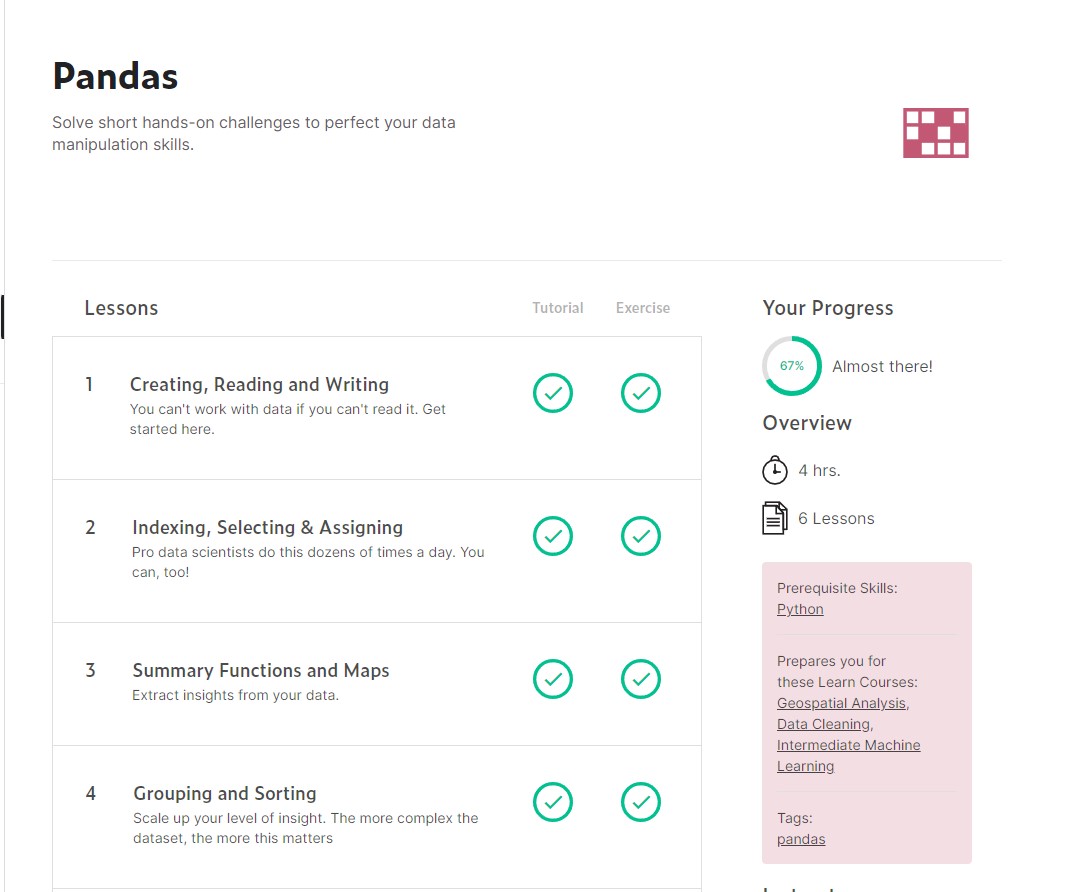 Pandas
Solve short hands-on challenges to perfect your data
manipulation skills.
Lessons
Tutorial
Exercise
1
Creating, Reading and Writing
You can't work with data if you can't read it. Get
started here.
2
Indexing, Selecting & Assigning
Pro data scientists do this dozens of times a day. You
can, too!
3
Summary Functions and Maps
Extract insights from your data.
4
Grouping and Sorting
Scale up your level of insight. The more complex the
dataset, the more this matters
Your Progress
67%
Almost there!
Overview
4 hrs.
6 Lessons
Prerequisite Skills:
Python
Prepares you for
these Learn Courses:
Geospatial Analysis,
Data Cleaning,
Intermediate Machine
Learning
Tags:
pandas